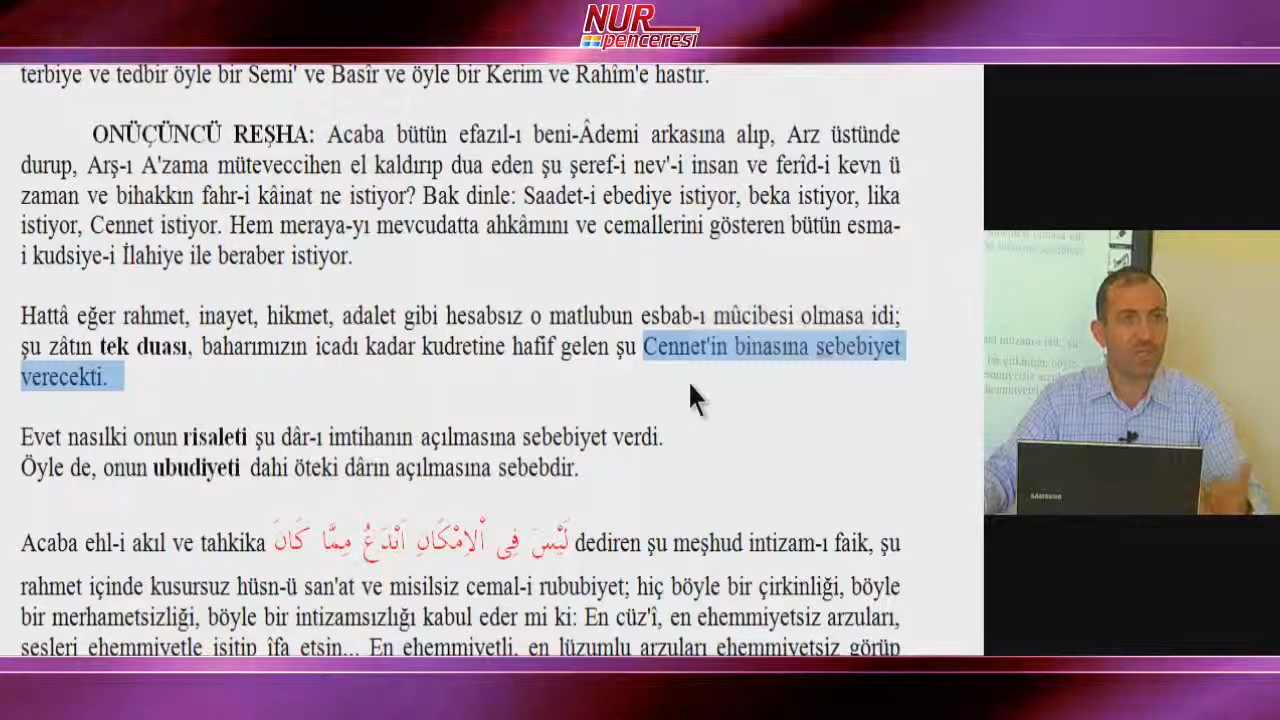 NUR
penceresi
terbiye ve tedbir öyle bir Semi' ve Basîr ve öyle bir Kerim ve Rahîm'e hastır.
ONÜÇÜNCÜ REŞHA: Acaba bütün efazıl-ı beni-Âdemi arkasına alıp, Arz üstünde
durup, Arş-ı A'zama müteveccihen el kaldırıp dua eden şu şeref-i nev'-i insan ve ferîd-i kevn ü
zaman ve bihakkın fahr-i kâinat ne istiyor? Bak dinle: Saadet-i ebediye istiyor, beka istiyor, lika
istiyor, Cennet istiyor. Hem meraya-yı mevcudatta ahkâmını ve cemallerini gösteren bütün esma-
i kudsiye-i İlahiye ile beraber istiyor.
Hattâ eğer rahmet, inayet, hikmet, adalet gibi hesabsız o matlubun esbab-ı mûcibesi olmasa idi;
şu zâtın tek duası, baharımızın icadı kadar kudretine hafif gelen şu Cennet'in binasına sebebiyet
verecekti.
Evet nasılki onun risaleti şu dâr-ı imtihanın açılmasına sebebiyet verdi.
Öyle de, onun ubudiyeti dahi öteki dârın açılmasına sebebdir.
Acaba ehl-i akıl ve tahkika لَيْسَ فِى اْلاِمْكَانِ اَبْدَعُ مِمَّا كَانَ dediren şu meşhud intizam-ı faik, şu
rahmet içinde kusursuz hüsn-ü san'at ve misilsiz cemal-i rububiyet; hiç böyle bir çirkinliği, böyle
bir merhametsizliği, böyle bir intizamsızlığı kabul eder mi ki: En cüz'î, en ehemmiyetsiz arzuları,
sesleri ehemmiyetle işitip îfa etsin... En ehemmiyetli, en lüzumlu arzuları ehemmiyetsiz görüp
SAMSUNG